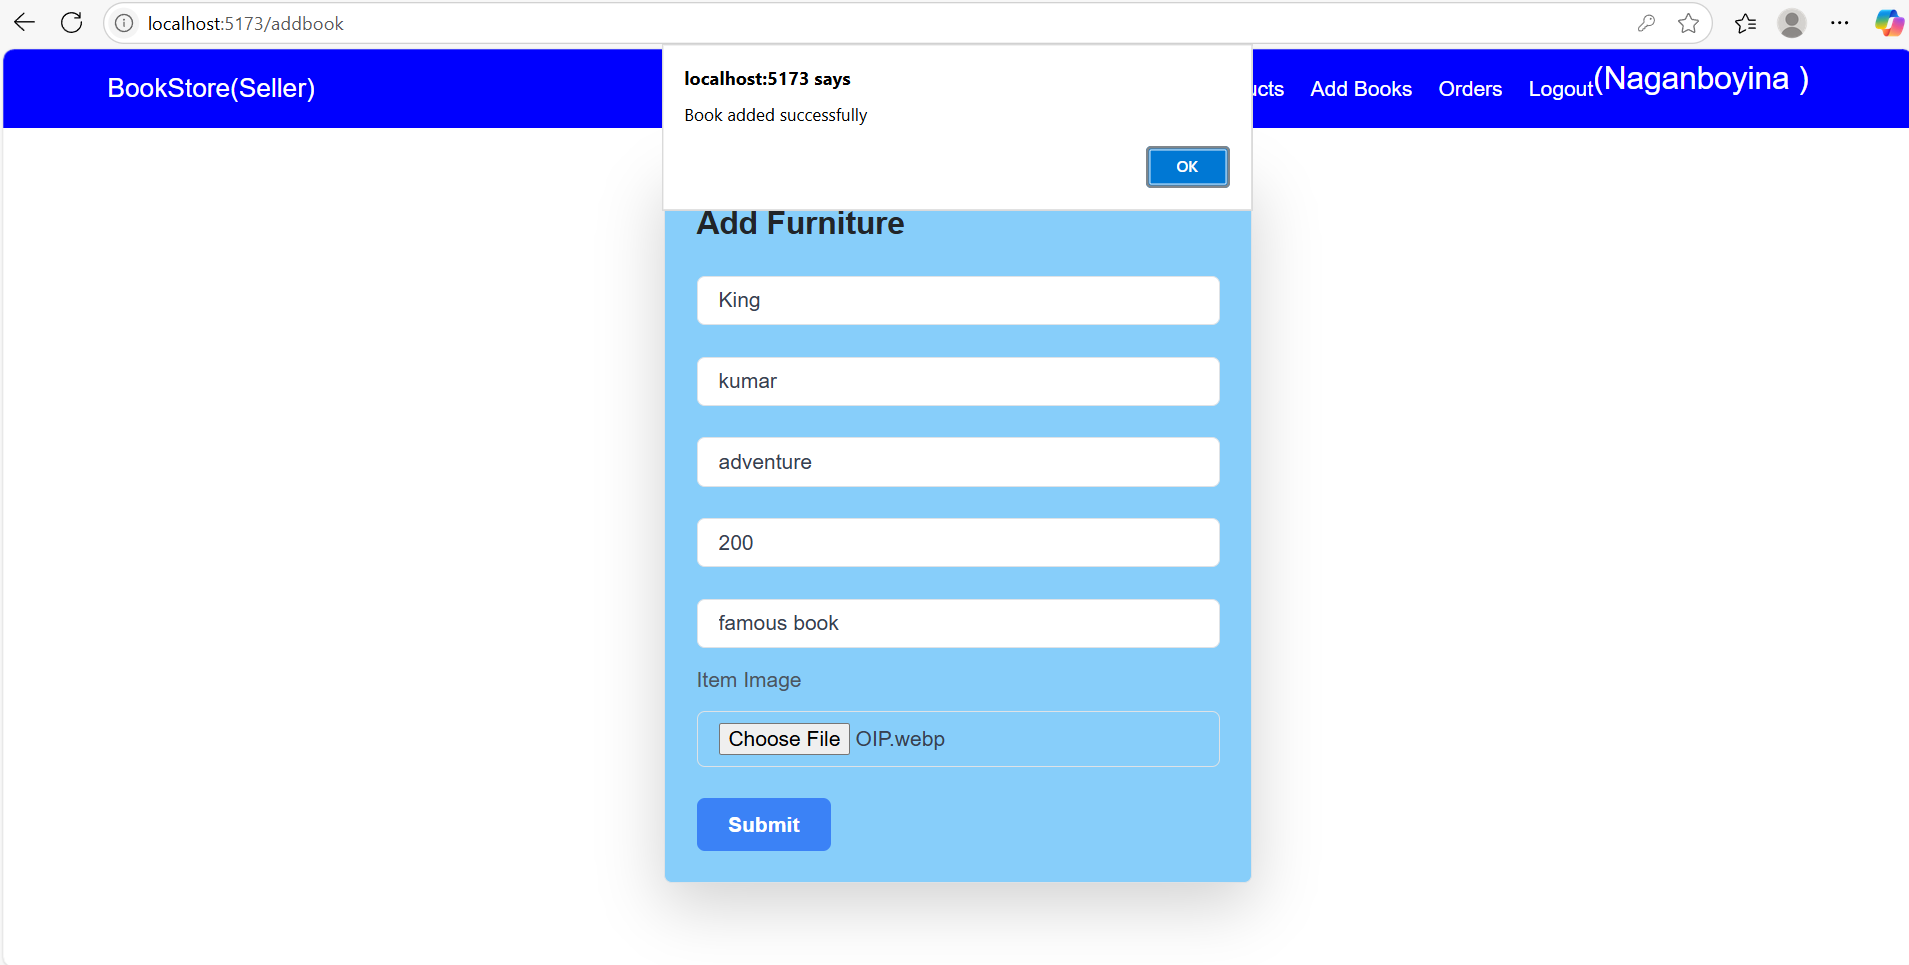 localhost:5173/addbook
BookStore(Seller)
Add Books
Orders
Logout(Naganboyina )
localhost:5173 says
Book added successfully
OK
Add Furniture
King
kumar
adventure
200
famous book
Item Image
Choose File OIP.webp
Submit